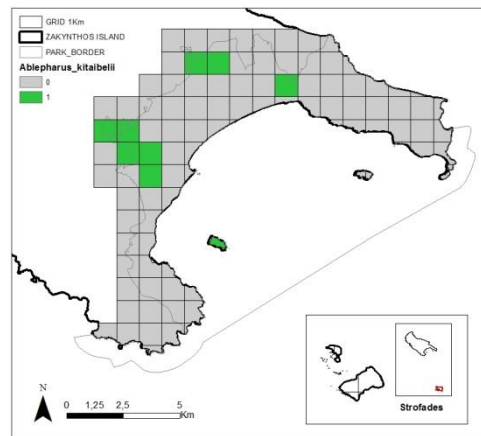 GRID 1Km
ZAKYNTHOS ISLAND
PARK_BORDER
Ablepharus_kitaibelii
0
1
N
0 1,25 2,5 5
Km
Strofades